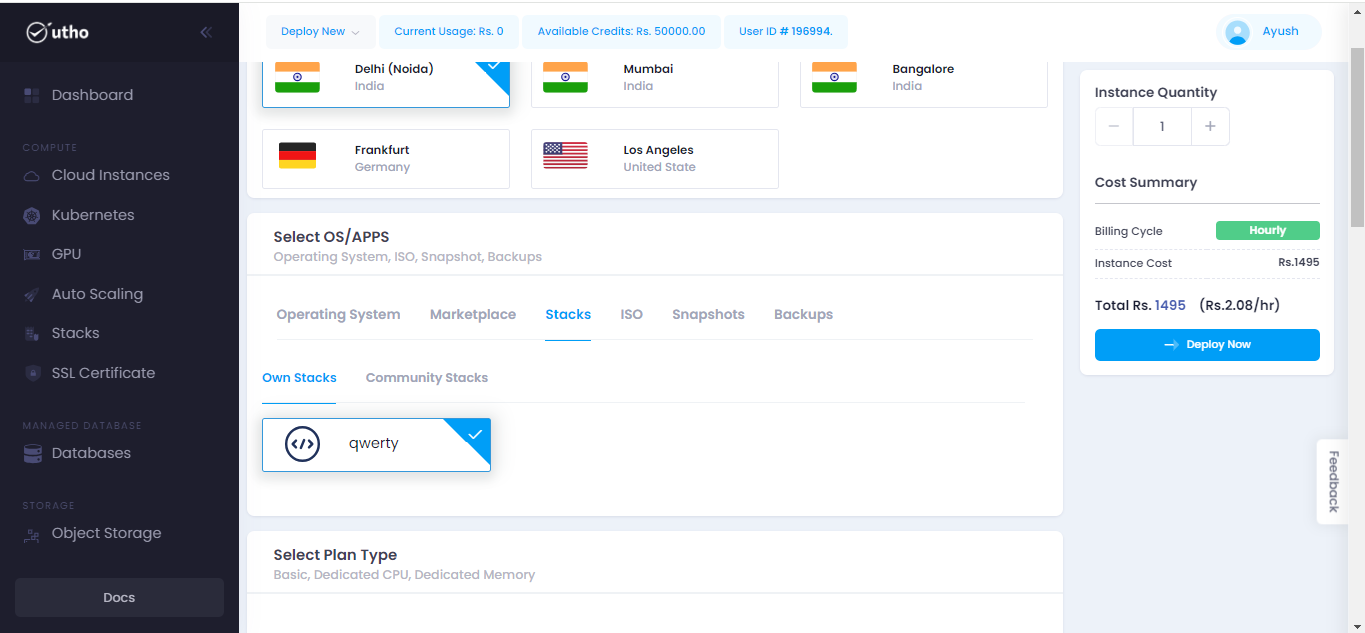 utho
Deploy New
Current Usage: Rs. 0
Available Credits: Rs. 50000.00
User ID # 196994.
Ayush
Dashboard
COMPUTE
Cloud Instances
Kubernetes
GPU
Auto Scaling
Stacks
SSL Certificate
MANAGED DATABASE
Databases
STORAGE
Object Storage
Docs
Delhi (Noida)
India
Mumbai
India
Bangalore
India
Frankfurt
Germany
Los Angeles
United State
Select OS/APPS
Operating System, ISO, Snapshot, Backups
Operating System
Marketplace
Stacks
ISO
Snapshots
Backups
Own Stacks
Community Stacks
qwerty
Select Plan Type
Basic, Dedicated CPU, Dedicated Memory
Instance Quantity
1
Cost Summary
Billing Cycle
Hourly
Instance Cost
Rs.1495
Total Rs. 1495 (Rs.2.08/hr)
Deploy Now
Feedback